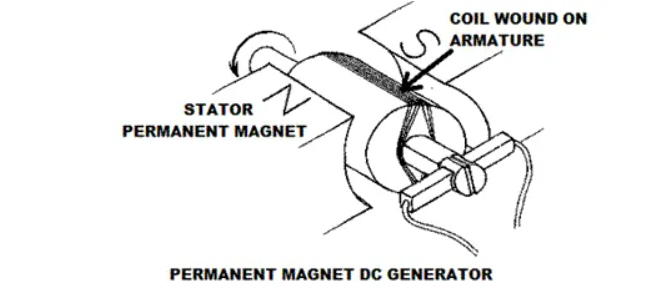 COIL WOUND ON
ARMATURE
S
N
STATOR
PERMANENT MAGNET
PERMANENT MAGNET DC GENERATOR